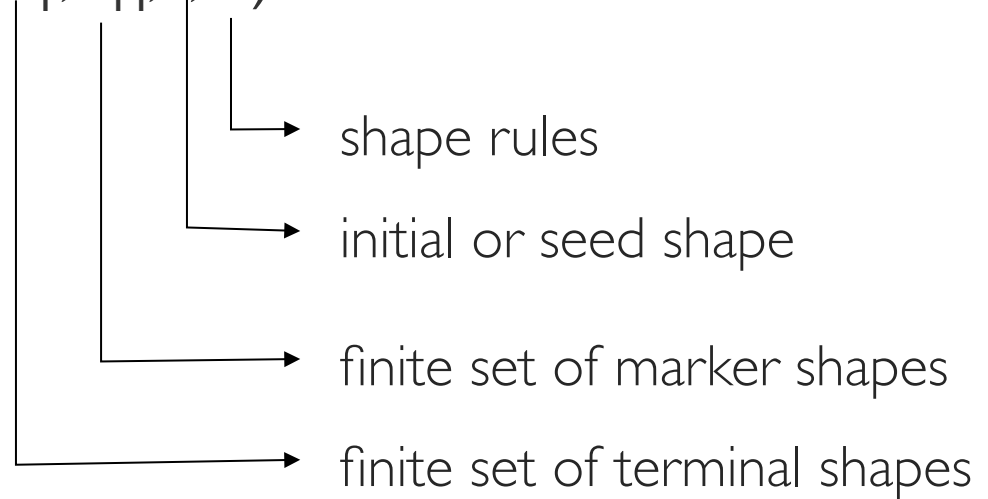 shape rules
initial or seed shape
finite set of marker shapes
finite set of terminal shapes